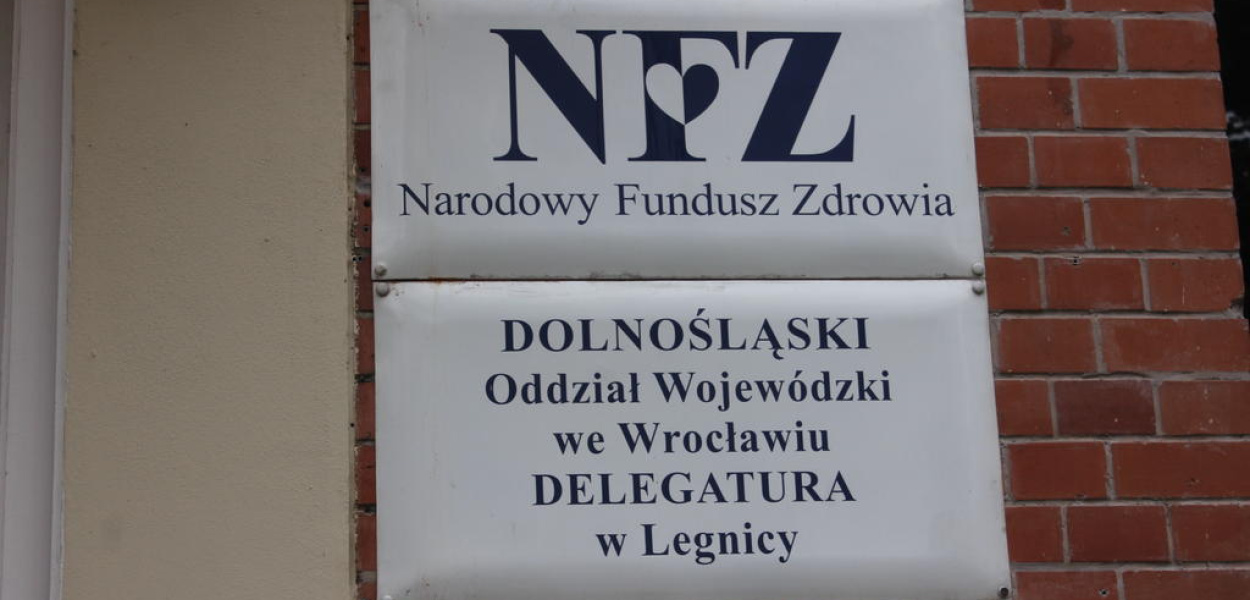 NFZ
Narodowy Fundusz Zdrowia
DOLNOŚLĄSKI
Oddział Wojewódzki
we Wrocławiu
DELEGATURA
w Legnicy